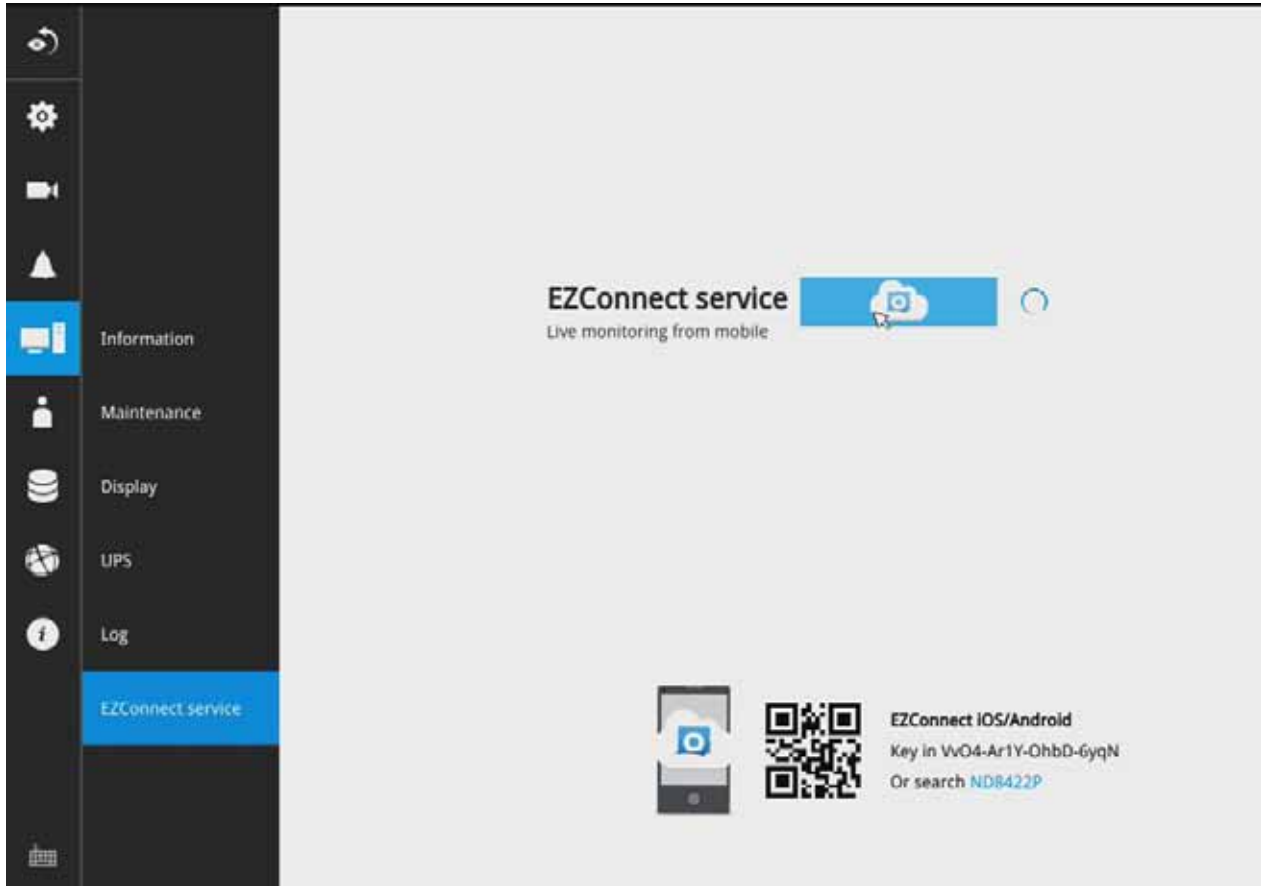 EZConnect service
Live monitoring from mobile
Information
Maintenance
Display
UPS
Log
EZConnect service
EZConnect iOS/Android
Key in VvO4-Ar1Y-OhbD-6yqN
Or search ND8422P